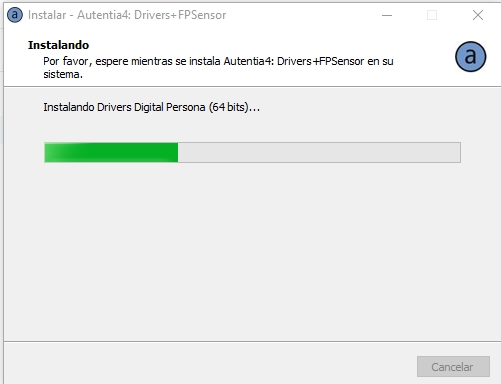 Instalar - Autentia4: Drivers+FPSensor
Instalando
Por favor, espere mientras se instala Autentia4: Drivers+FPSensor en su
sistema.
a
Instalando Drivers Digital Persona (64 bits)...
Cancelar